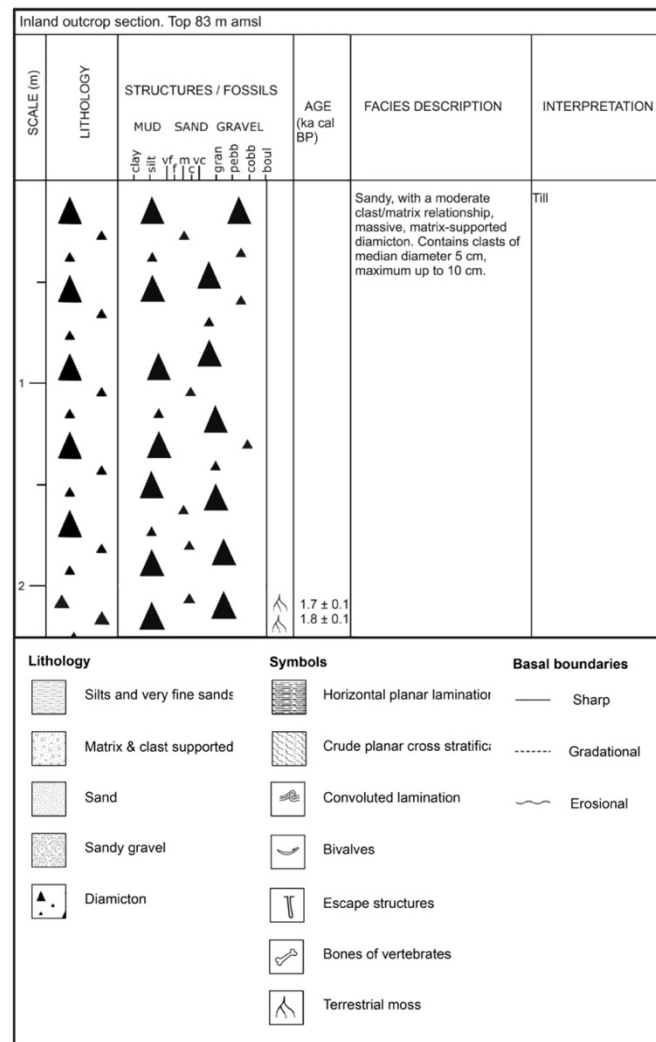 Inland outcrop section. Top 83 m amsl
SCALE (m)
LITHOLOGY
STRUCTURES / FOSSILS
MUD SAND GRAVEL
clay
silt
vf
f
m
c
vc
gran
pebb
cobb
boul
AGE
(ka cal
BP)
FACIES DESCRIPTION
INTERPRETATION
Sandy, with a moderate
clast/matrix relationship,
massive, matrix-supported
diamicton. Contains clasts of
median diameter 5 cm,
maximum up to 10 cm.
Till
1
2
1.7 ± 0.1
1.8 ± 0.1
Lithology
Silts and very fine sands
Matrix & clast supported
Sand
Sandy gravel
Diamicton
Symbols
Horizontal planar lamination
Crude planar cross stratifica
Convoluted lamination
Bivalves
Escape structures
Bones of vertebrates
Terrestrial moss
Basal boundaries
Sharp
Gradational
Erosional